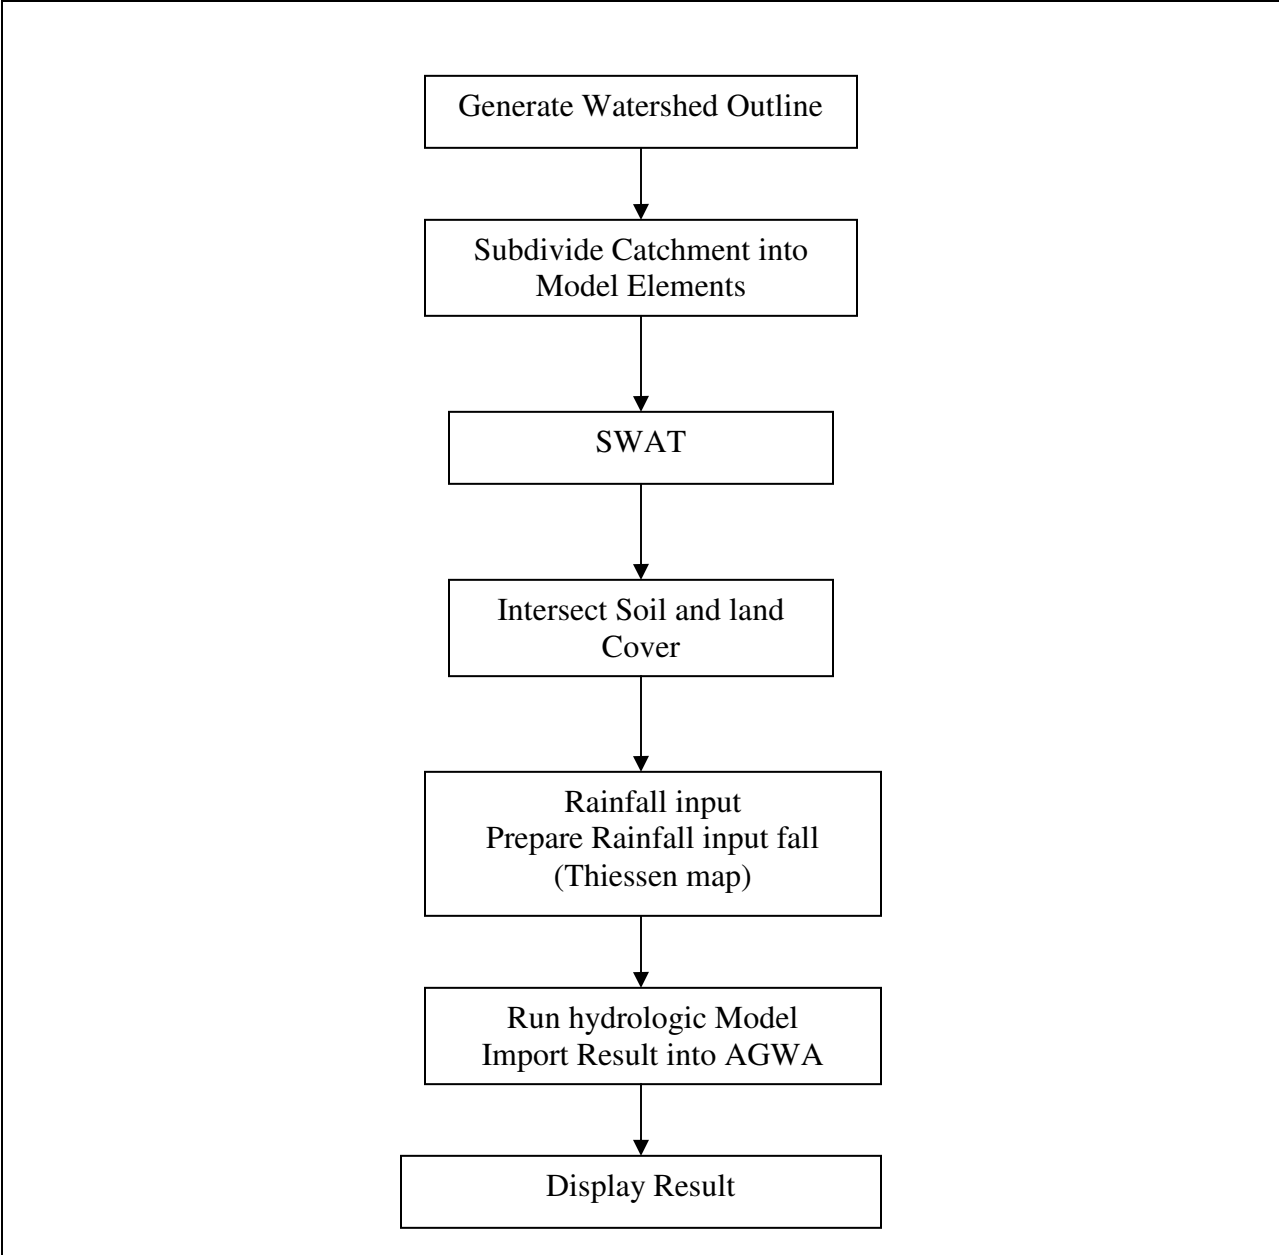 Generate Watershed Outline
Subdivide Catchment into
Model Elements
SWAT
Intersect Soil and land
Cover
Rainfall input
Prepare Rainfall input fall
(Thiessen map)
Run hydrologic Model
Import Result into AGWA
Display Result